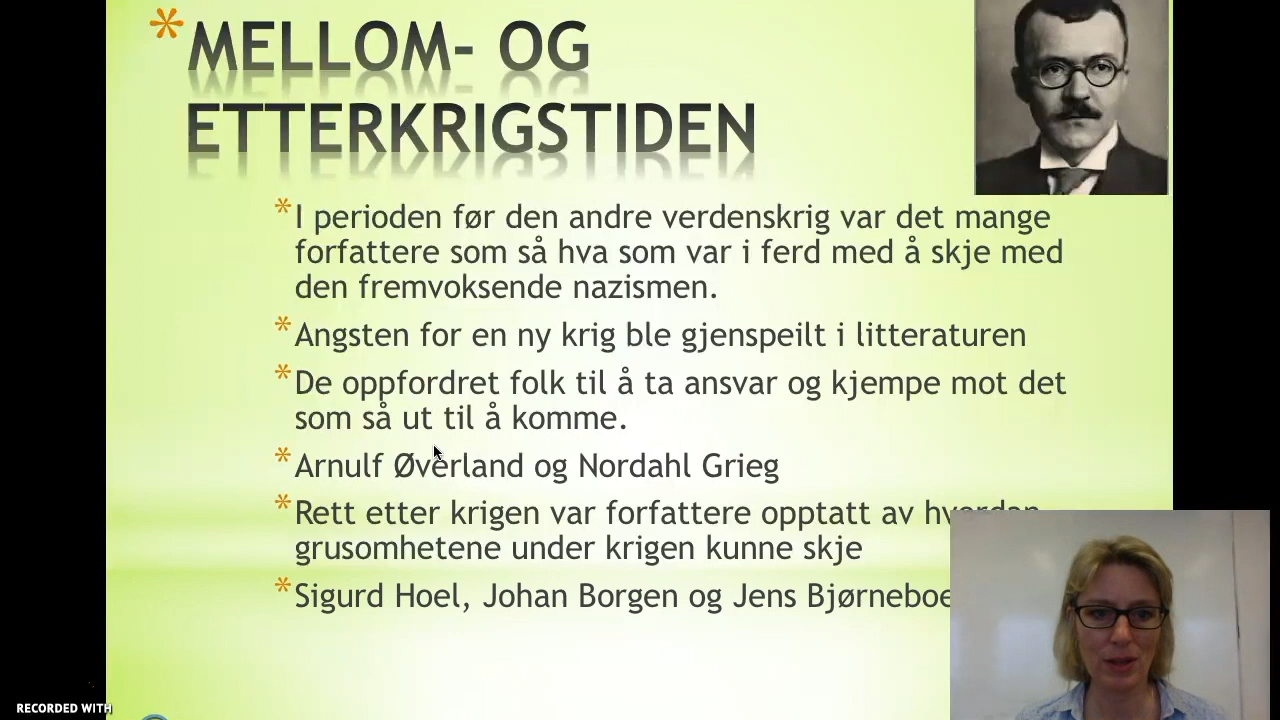 * MELLOM- OG
ETTERKRIGSTIDEN
* I perioden før den andre verdenskrig var det mange
forfattere som så hva som var i ferd med å skje med
den fremvoksende nazismen.
* Angsten for en ny krig ble gjenspeilt i litteraturen
* De oppfordret folk til å ta ansvar og kjempe mot det
som så ut til å komme.
* Arnulf Øverland og Nordahl Grieg
* Rett etter krigen var forfattere opptatt av hvordan
grusomhetene under krigen kunne skje
* Sigurd Hoel, Johan Borgen og Jens Bjørneboe
RECORDED WITH